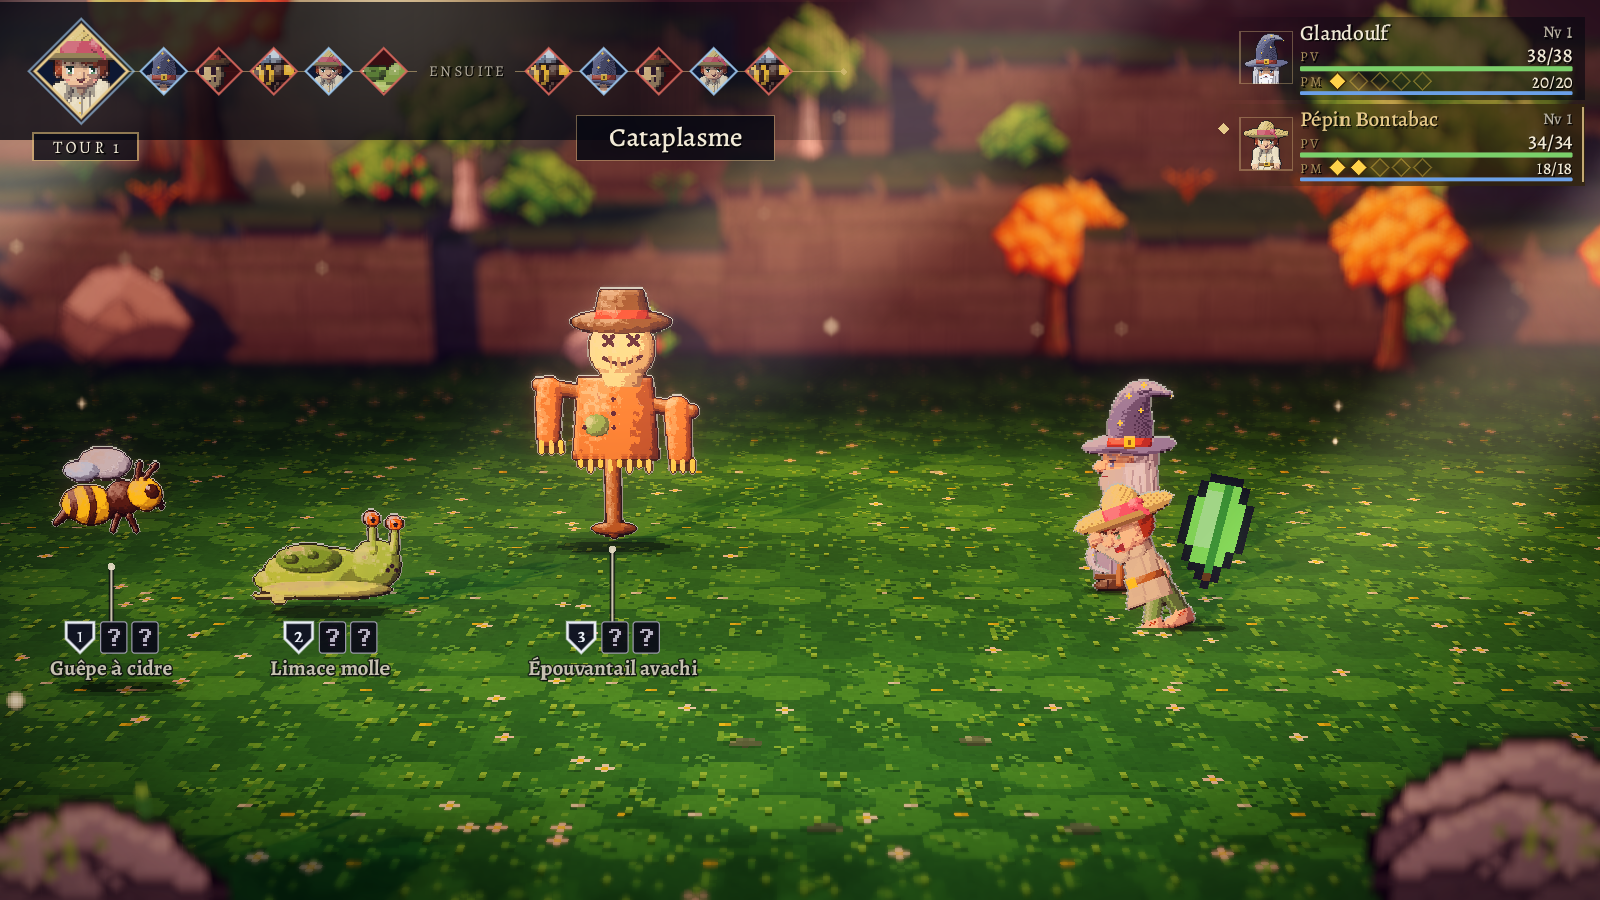 ENSUITE
TOUR 1
Cataplasme
Glandoulf Nv 1
PV 38/38
PM 20/20
Pépin Bontabac Nv 1
PV 34/34
PM 18/18
1 ? ?
Guêpe à cidre
2 ? ?
Limace molle
3 ? ?
Épouvantail avachi